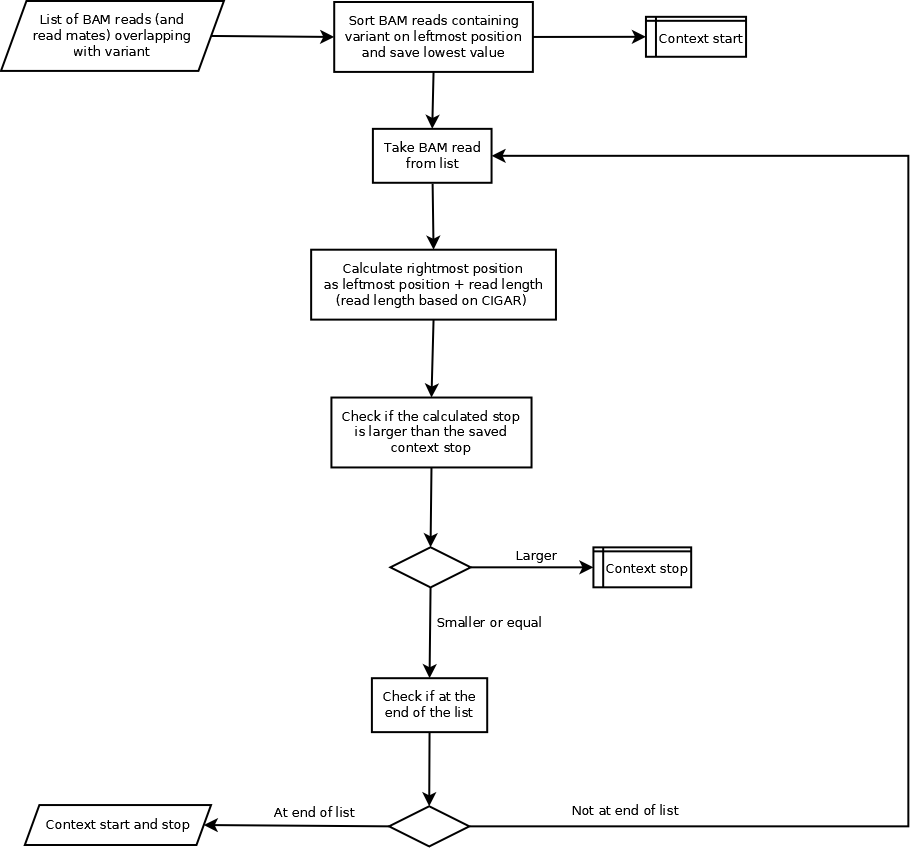 List of BAM reads (and
read mates) overlapping
with variant
Sort BAM reads containing
variant on leftmost position
and save lowest value
Context start
Take BAM read
from list
Calculate rightmost position
as leftmost position + read length
(read length based on CIGAR)
Check if the calculated stop
is larger than the saved
context stop
Larger
Context stop
Smaller or equal
Check if at the
end of the list
At end of list
Not at end of list
Context start and stop